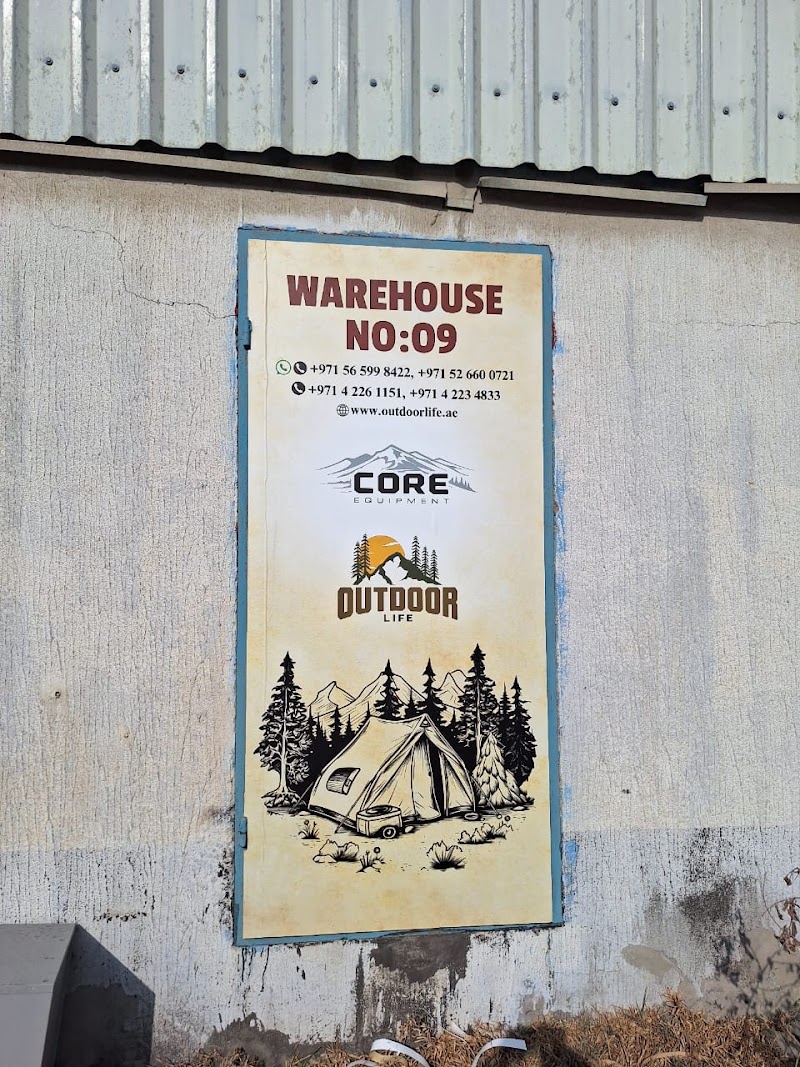 WAREHOUSE
NO:09
+971 56 599 8422, +971 52 660 0721
+971 4 226 1151, +971 4 223 4833
www.outdoorlife.ae
CORE
EQUIPMENT
OUTDOOR
LIFE